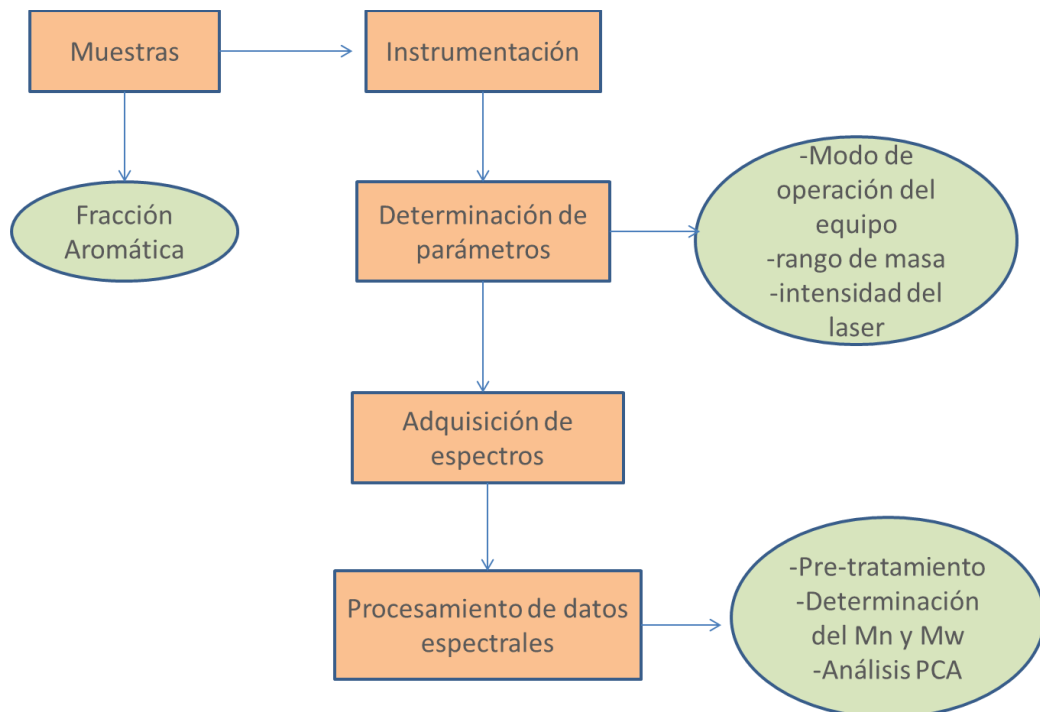 Muestras
Instrumentación
Fracción
Aromática
Determinación de
parámetros
-Modo de
operación del
equipo
-rango de masa
-intensidad del
laser
Adquisición de
espectros
Procesamiento de datos
espectrales
-Pre-tratamiento
-Determinación
del Mn y Mw
-Análisis PCA